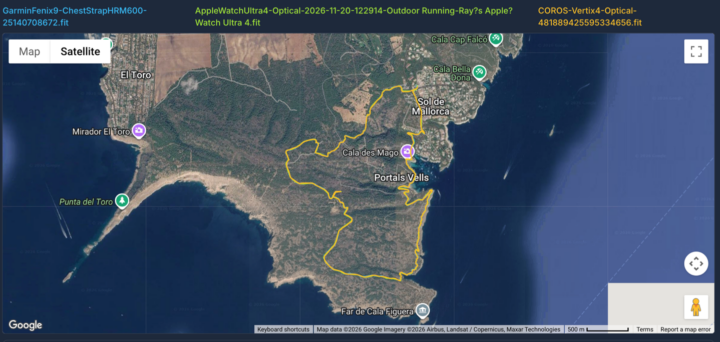 GarminFenix9-ChestStrapHRM600-
25140708672.fit
AppleWatchUltra4-Optical-2026-11-20-122914-Outdoor Running-Ray?s Apple?
Watch Ultra 4.fit
COROS-Vertix4-Optical-
481889425595334656.fit
Map
Satellite
Cala Cap Falcó
El Toro
Cala Bella
Dona
Sol de
Mallorca
Mirador El Toro
Cala des Mago
Portals Vells
Punta del Toro
Far de Cala Figuera
Google
Keyboard shortcuts
Map data ©2026 Google Imagery ©2026 Airbus, Landsat / Copernicus, Maxar Technologies
500 m
Terms
Report a map error